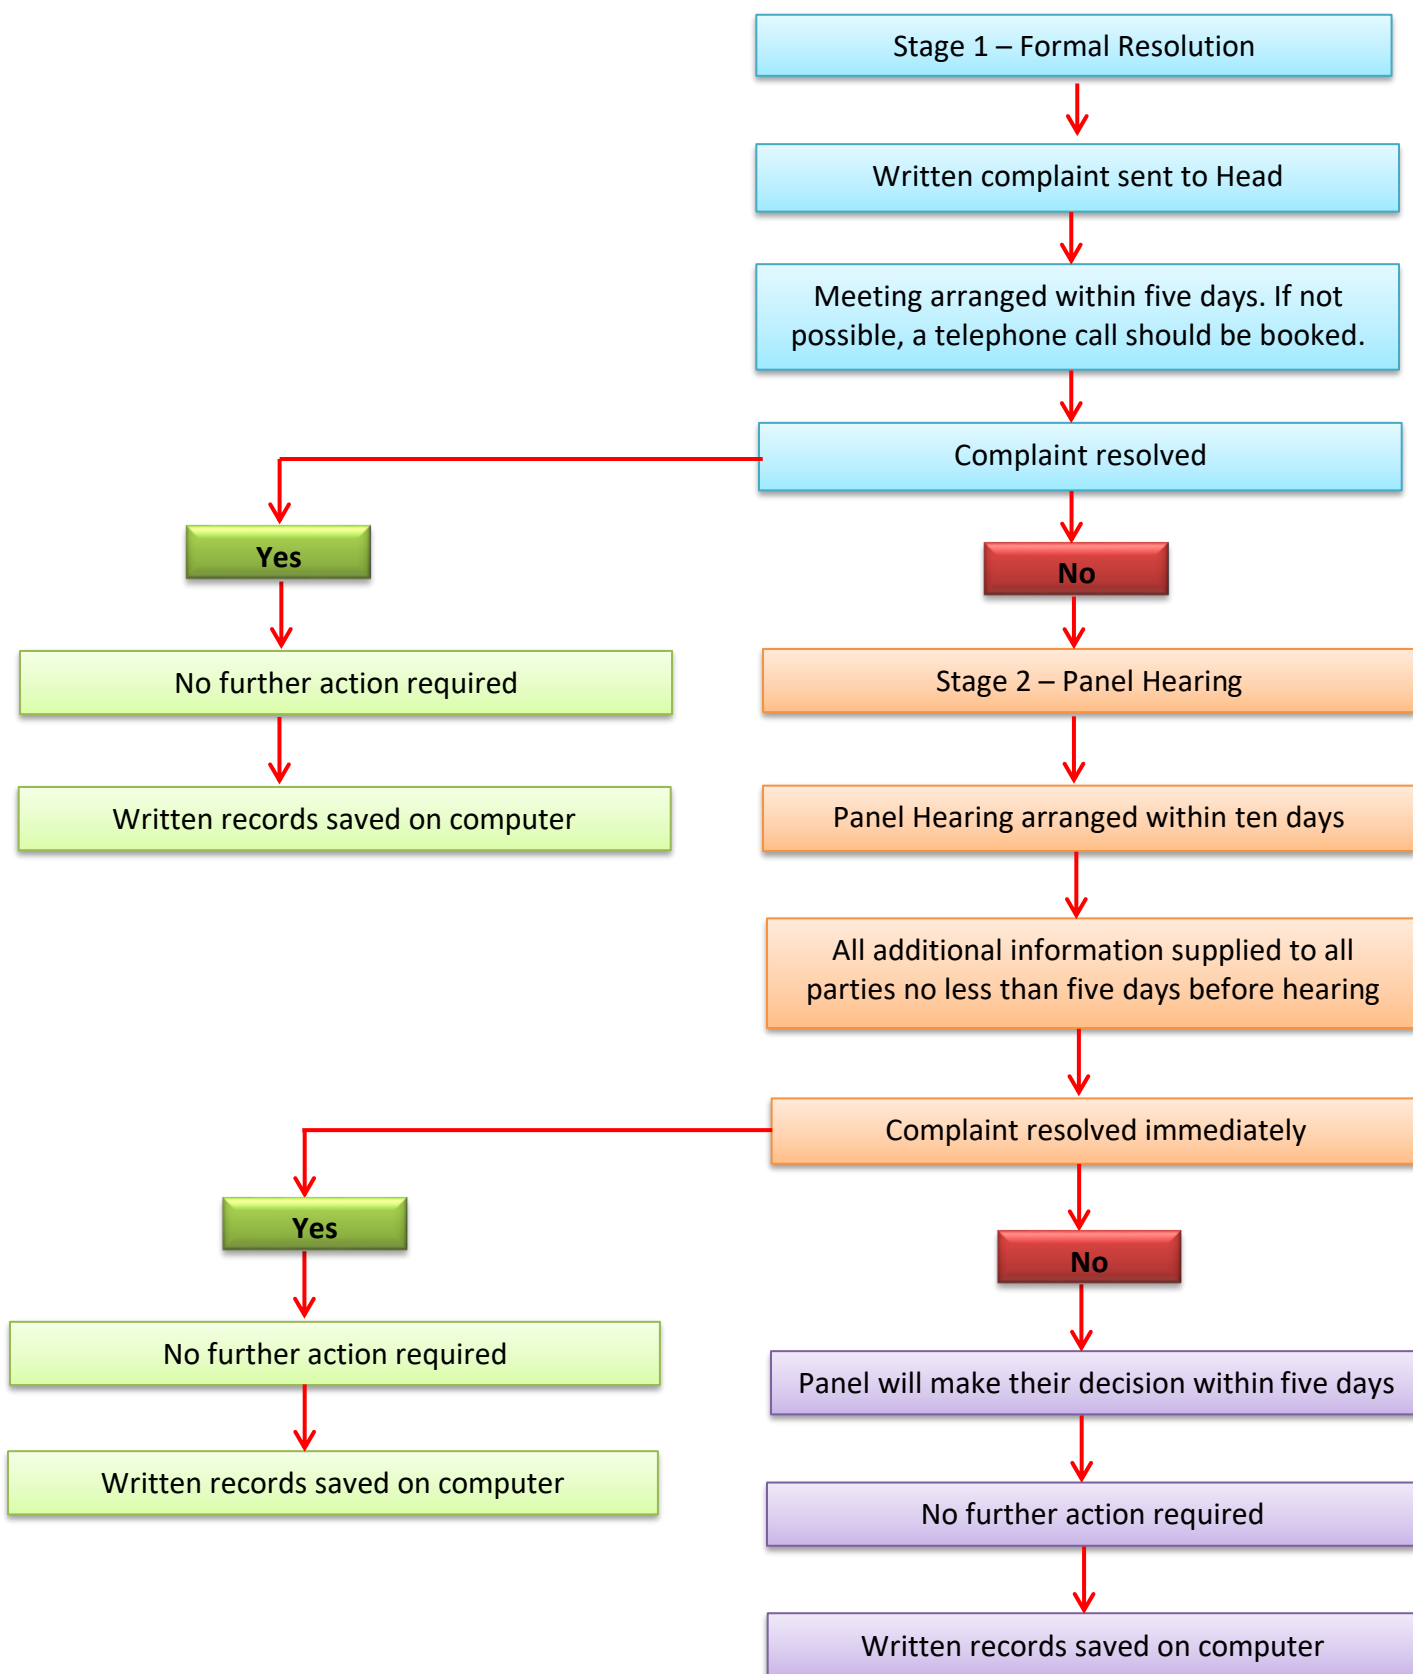 Stage 1 – Formal Resolution
Written complaint sent to Head
Meeting arranged within five days. If not
possible, a telephone call should be booked.
Complaint resolved
Yes
No
No further action required
Stage 2 – Panel Hearing
Written records saved on computer
Panel Hearing arranged within ten days
All additional information supplied to all
parties no less than five days before hearing
Complaint resolved immediately
Yes
No
No further action required
Panel will make their decision within five days
Written records saved on computer
No further action required
Written records saved on computer